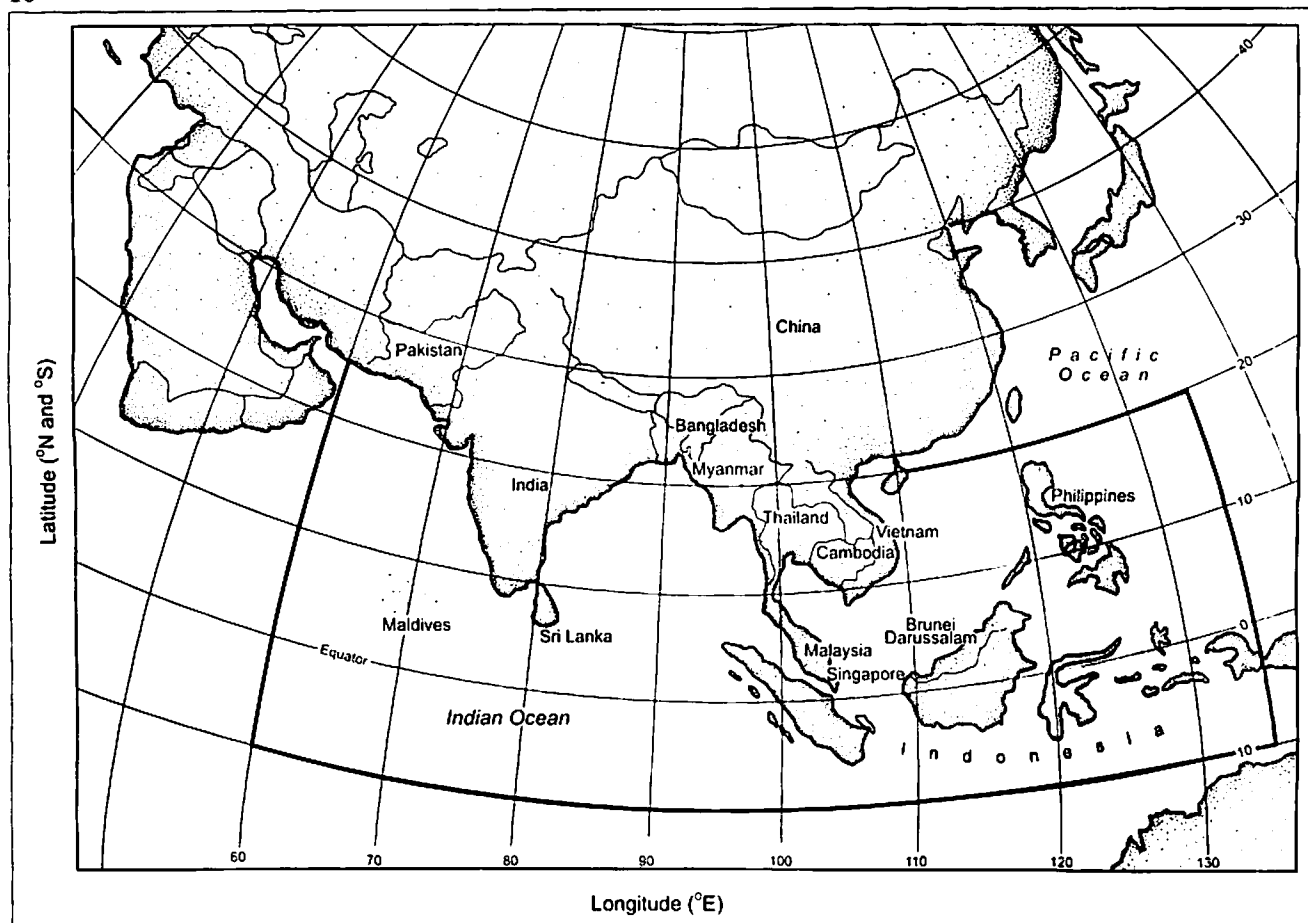 40
30
20
10
0
10
China
Pacific
Ocean
Pakistan
Bangladesh
Myanmar
India
Thailand
Vietnam
Cambodia
Philippines
Maldives
Sri Lanka
Brunei
Darussalam
Malaysia
Singapore
Equator
Indian Ocean
Indonesia
60
70
80
90
100
110
120
130
Latitude (°N and °S)
Longitude (°E)